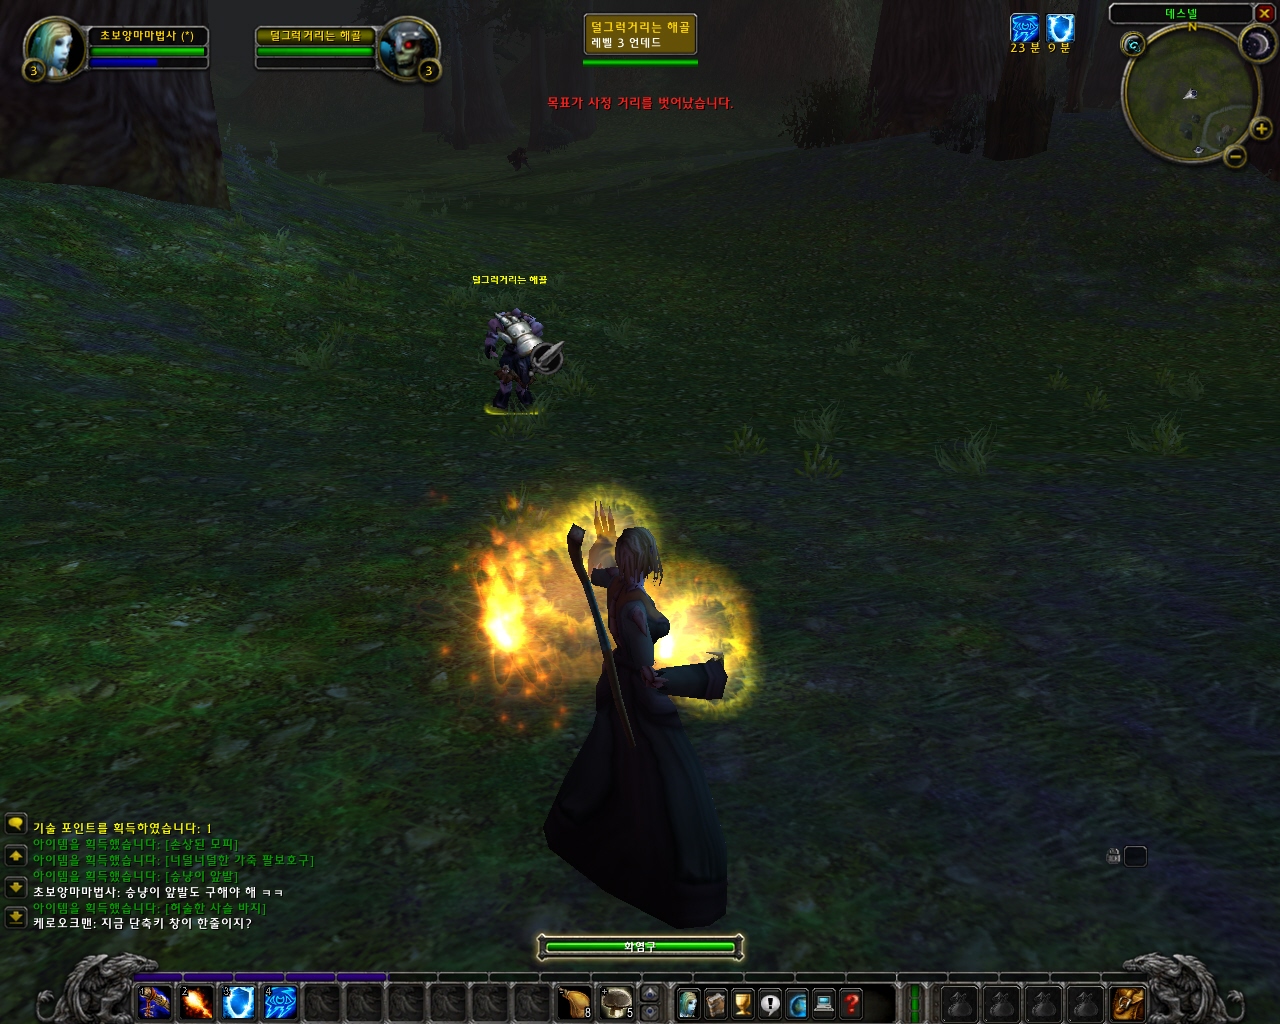 초보앙마마법사 (*)
3
덜그럭거리는 해골
3
덜그럭거리는 해골
레벨 3 언데드
23 분 9 분
데스넬
N
목표가 사정 거리를 벗어났습니다.
덜그럭거리는 해골
기술 포인트를 획득하였습니다: 1
아이템을 획득했습니다: [손상된 모피]
아이템을 획득했습니다: [너덜너덜한 가죽 팔보호구]
아이템을 획득했습니다: [승냥이 앞발]
초보앙마마법사: 승냥이 앞발도 구해야 해 ㅋㅋ
아이템을 획득했습니다: [허술한 사슬 바지]
케로오크맨: 지금 단축키 창이 한줄이지?
화염구
1 2 3 4 - 8 + 5